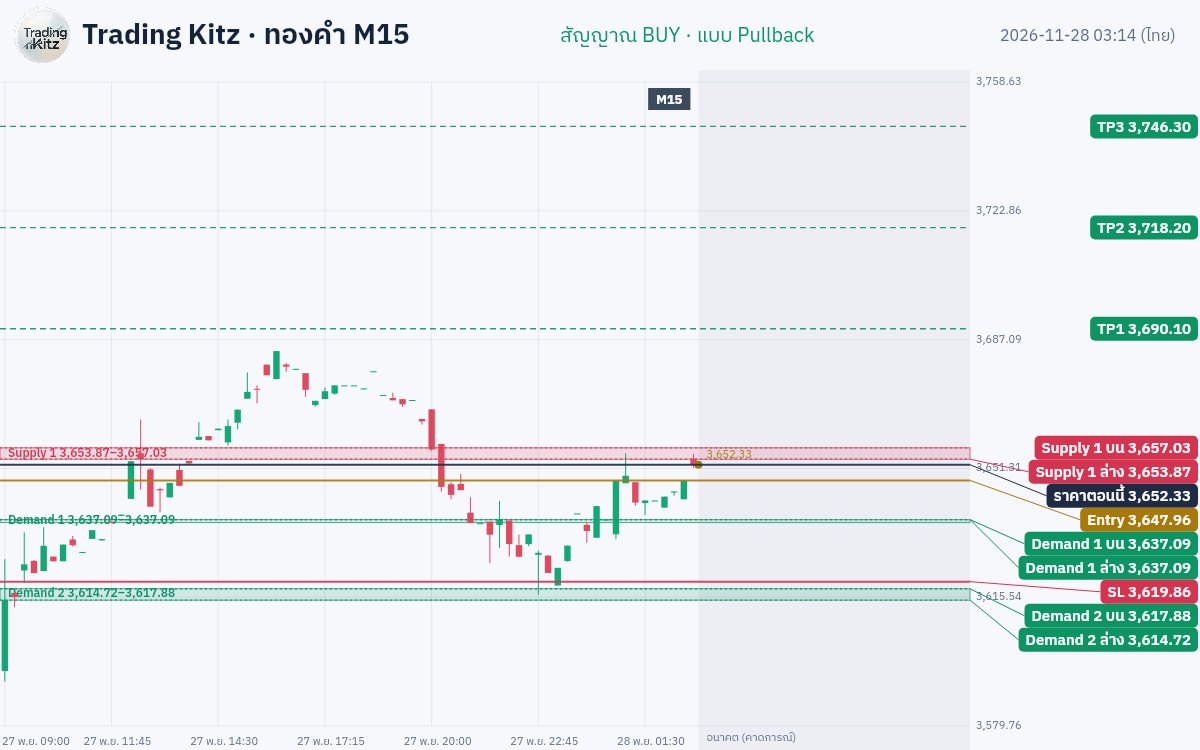 Trading Kitz
Trading Kitz · ทองคำ M15
สัญญาณ BUY · แบบ Pullback
2026-11-28 03:14 (ไทย)
M15
3,758.63
TP3 3,746.30
3,722.86
TP2 3,718.20
TP1 3,690.10
3,687.09
Supply 1 3,653.87–3,657.03
3,652.33
Supply 1 บน 3,657.03
3,651.31
Supply 1 ล่าง 3,653.87
ราคาตอนนี้ 3,652.33
Entry 3,647.96
Demand 1 3,637.09–3,637.09
Demand 1 บน 3,637.09
Demand 1 ล่าง 3,637.09
SL 3,619.86
Demand 2 3,614.72–3,617.88
3,615.54
Demand 2 บน 3,617.88
Demand 2 ล่าง 3,614.72
3,579.76
27 พ.ย. 09:00
27 พ.ย. 11:45
27 พ.ย. 14:30
27 พ.ย. 17:15
27 พ.ย. 20:00
27 พ.ย. 22:45
28 พ.ย. 01:30
อนาคต (คาดการณ์)